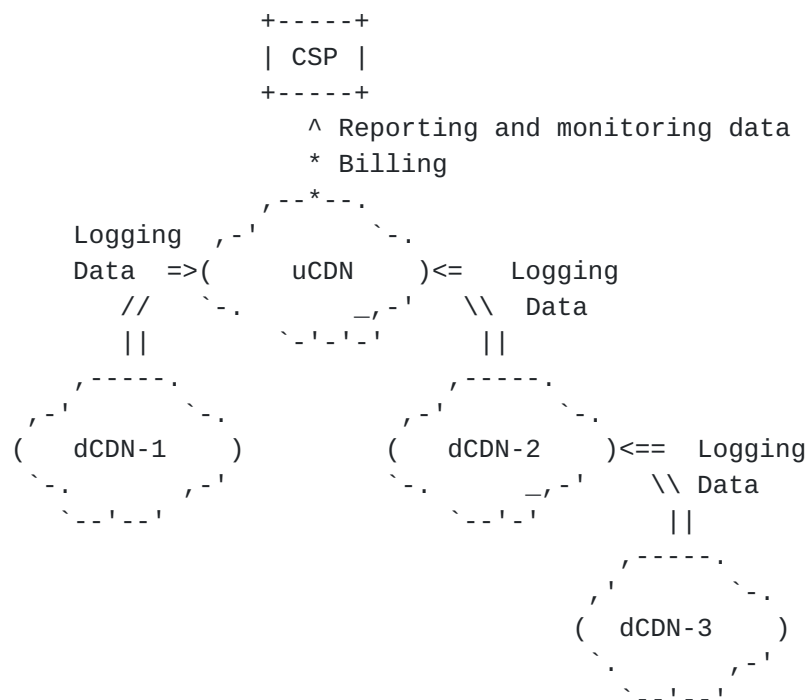 CSP
Reporting and monitoring data
* Billing
Logging
Data => uCDN <= Logging
Data
dCDN-1 dCDN-2 <== Logging
Data
dCDN-3